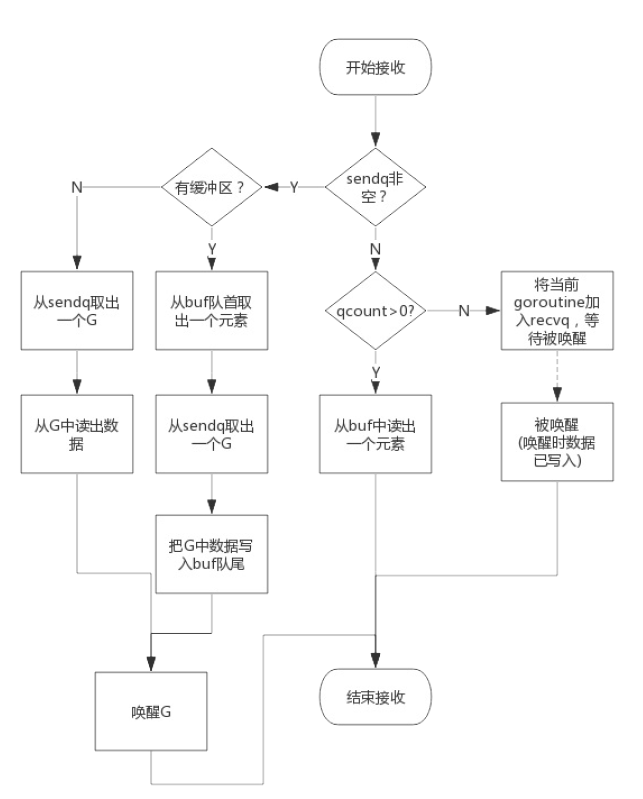 开始接收
sendq非
空？
Y
有缓冲区？
N
Y
N
从sendq取出
一个G
从buf队首取
出一个元素
qcount>0?
N
将当前
goroutine加
入recvq，等
待被唤醒
Y
从G中读出数
据
从sendq取出
一个G
从buf中读出
一个元素
被唤醒
(唤醒时数据
已写入)
把G中数据写
入buf队尾
唤醒G
结束接收